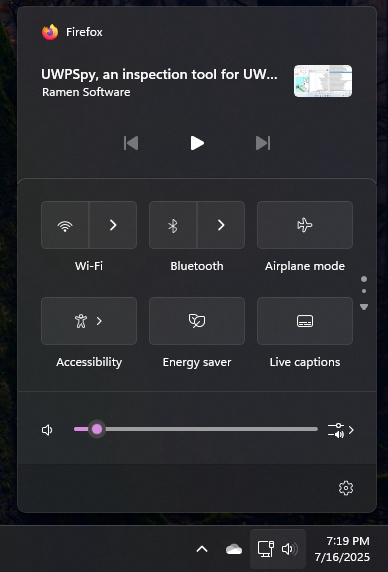 Firefox
UWPSpy, an inspection tool for UW...
Ramen Software
Wi-Fi
Bluetooth
Airplane mode
Accessibility
Energy saver
Live captions
7:19 PM
7/16/2025